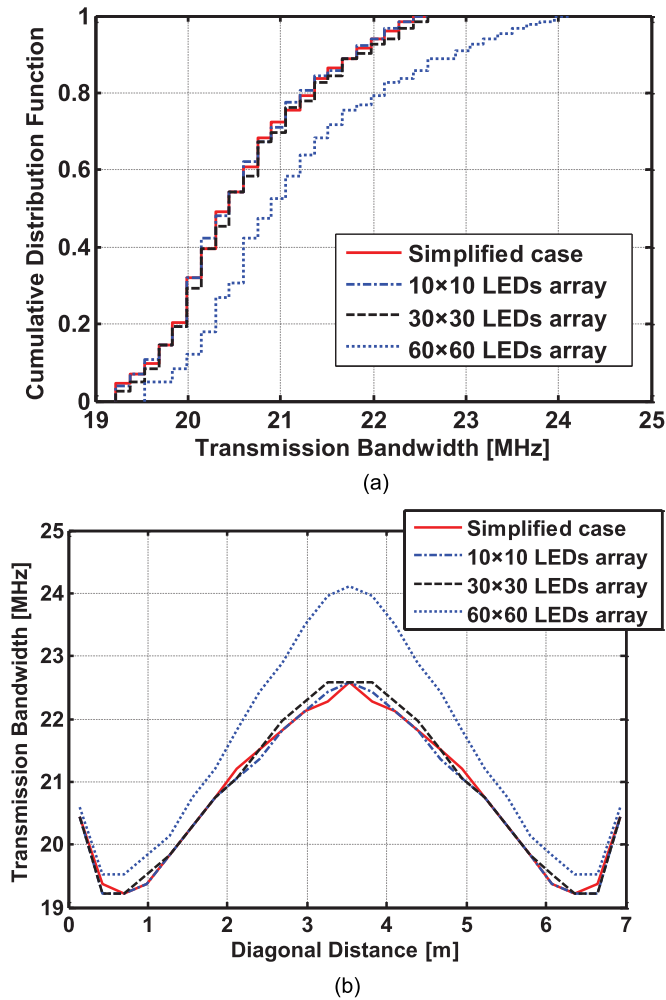 Cumulative Distribution Function
1
0.8
0.6
0.4
0.2
0
Simplified case
10×10 LEDs array
30×30 LEDs array
60×60 LEDs array
19 20 21 22 23 24 25
Transmission Bandwidth [MHz]
(a)
Transmission Bandwidth [MHz]
25
24
23
22
21
20
19
Simplified case
10×10 LEDs array
30×30 LEDs array
60×60 LEDs array
0 1 2 3 4 5 6 7
Diagonal Distance [m]
(b)